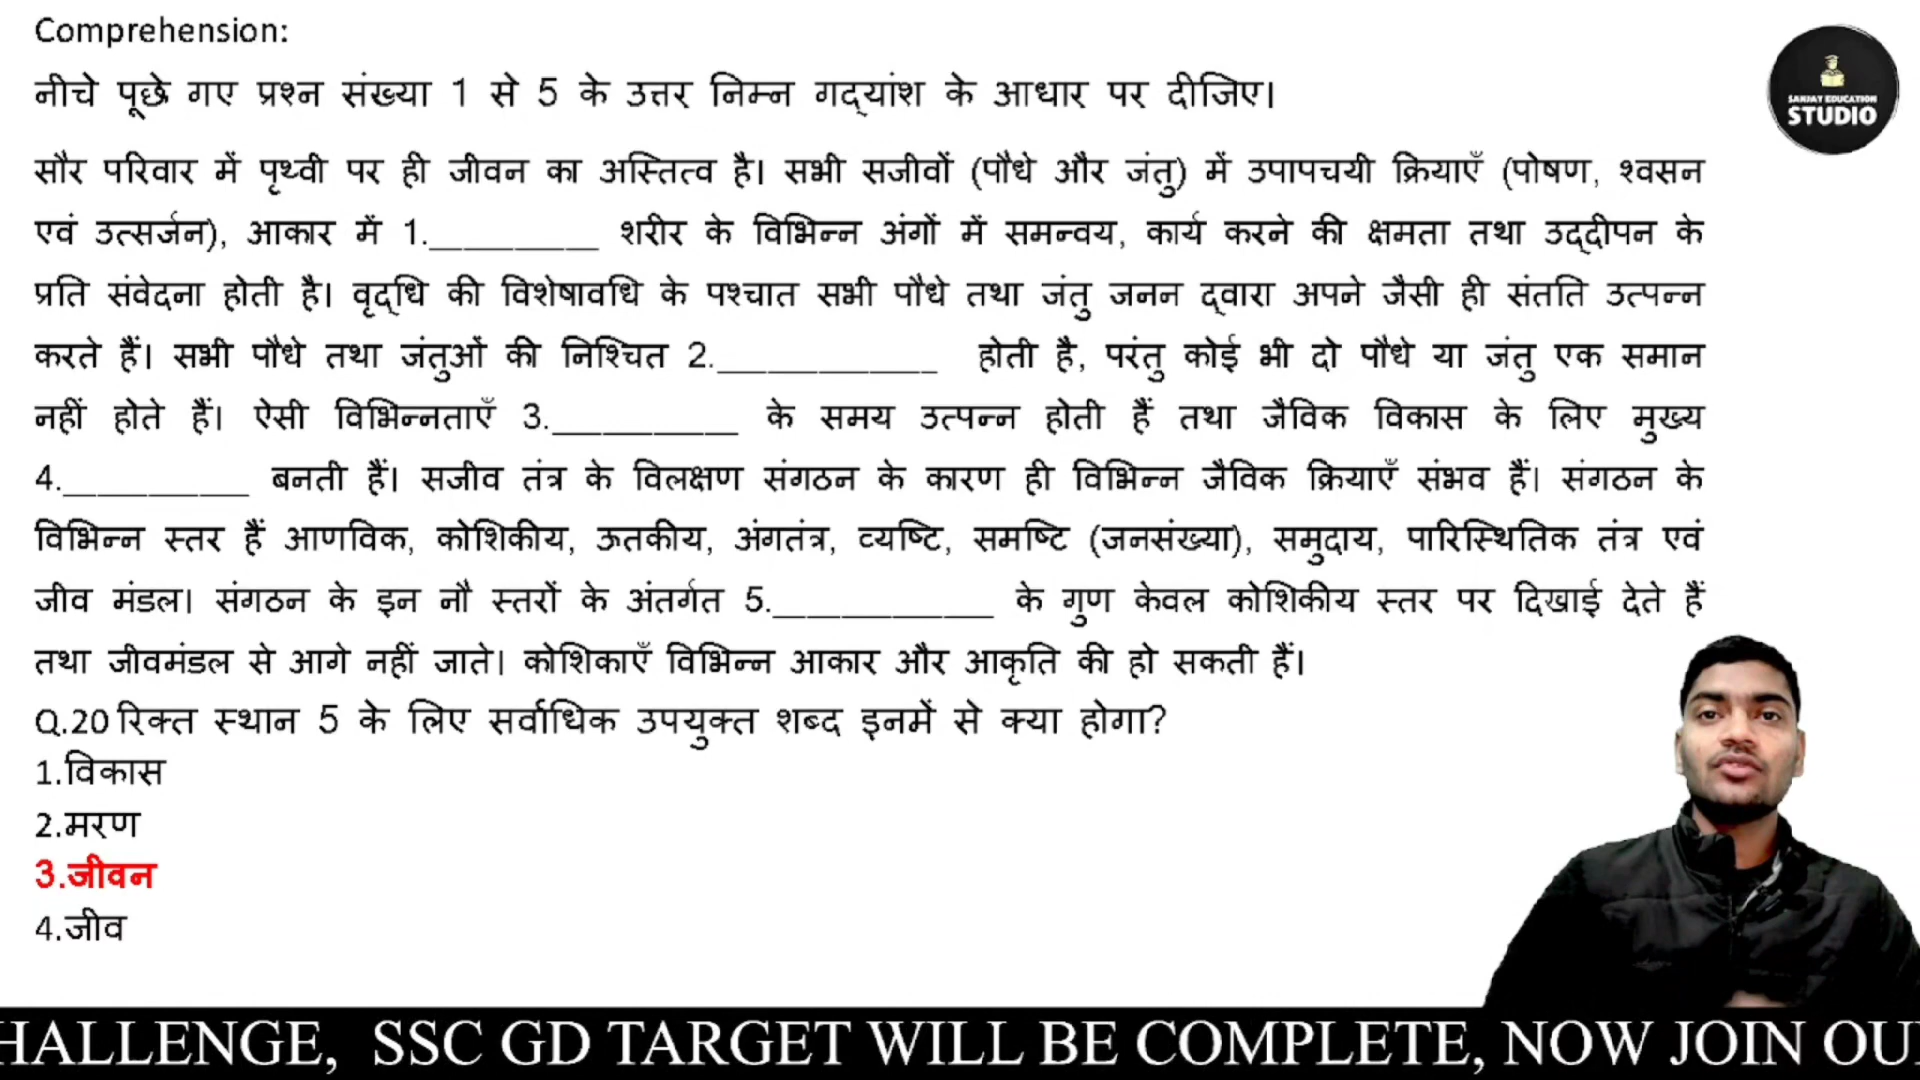 Comprehension:
नीचे पूछे गए प्रश्न संख्या 1 से 5 के उत्तर निम्न गद्यांश के आधार पर दीजिए।
SANJAY EDUCATION
STUDIO
सौर परिवार में पृथ्वी पर ही जीवन का अस्तित्व है। सभी सजीवों (पौधे और जंतु) में उपापचयी क्रियाएँ (पोषण, श्वसन
एवं उत्सर्जन), आकार में 1.__________ शरीर के विभिन्न अंगों में समन्वय, कार्य करने की क्षमता तथा उद्दीपन के
प्रति संवेदना होती है। वृद्धि की विशेषावधि के पश्चात सभी पौधे तथा जंतु जनन द्वारा अपने जैसी ही संतति उत्पन्न
करते हैं। सभी पौधे तथा जंतुओं की निश्चित 2._____________ होती है, परंतु कोई भी दो पौधे या जंतु एक समान
नहीं होते हैं। ऐसी विभिन्नताएँ 3.___________ के समय उत्पन्न होती हैं तथा जैविक विकास के लिए मुख्य
4.___________ बनती हैं। सजीव तंत्र के विलक्षण संगठन के कारण ही विभिन्न जैविक क्रियाएँ संभव हैं। संगठन के
विभिन्न स्तर हैं आणविक, कोशिकीय, ऊतकीय, अंगतंत्र, व्यष्टि, समष्टि (जनसंख्या), समुदाय, पारिस्थितिक तंत्र एवं
जीव मंडल। संगठन के इन नौ स्तरों के अंतर्गत 5._____________ के गुण केवल कोशिकीय स्तर पर दिखाई देते हैं
तथा जीवमंडल से आगे नहीं जाते। कोशिकाएँ विभिन्न आकार और आकृति की हो सकती हैं।
Q.20 रिक्त स्थान 5 के लिए सर्वाधिक उपयुक्त शब्द इनमें से क्या होगा?
1.विकास
2.मरण
3.जीवन
4.जीव
HALLENGE, SSC GD TARGET WILL BE COMPLETE, NOW JOIN OU